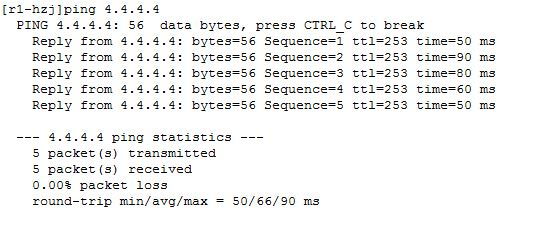 [r1-hzj]ping 4.4.4.4
PING 4.4.4.4: 56  data bytes, press CTRL_C to break
Reply from 4.4.4.4: bytes=56 Sequence=1 ttl=253 time=50 ms
Reply from 4.4.4.4: bytes=56 Sequence=2 ttl=253 time=90 ms
Reply from 4.4.4.4: bytes=56 Sequence=3 ttl=253 time=80 ms
Reply from 4.4.4.4: bytes=56 Sequence=4 ttl=253 time=60 ms
Reply from 4.4.4.4: bytes=56 Sequence=5 ttl=253 time=50 ms
--- 4.4.4.4 ping statistics ---
5 packet(s) transmitted
5 packet(s) received
0.00% packet loss
round-trip min/avg/max = 50/66/90 ms